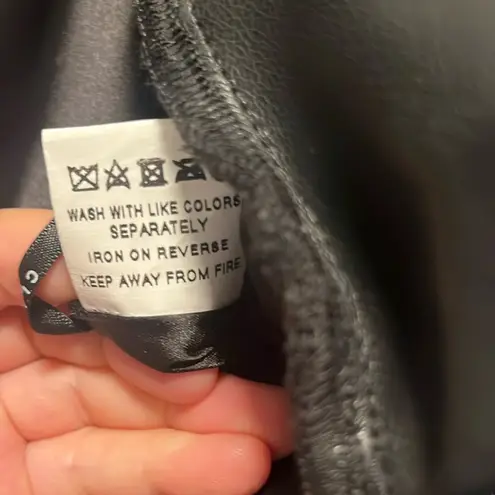 WASH WITH LIKE COLORS
SEPARATELY
IRON ON REVERSE
KEEP AWAY FROM FIRE